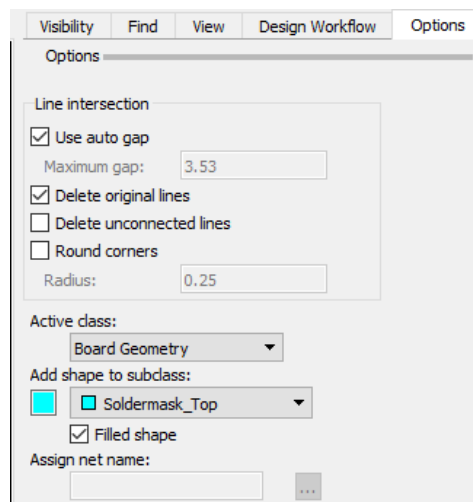 Visibility Find View Design Workflow Options
Options
Line intersection
Use auto gap
Maximum gap: 3.53
Delete original lines
Delete unconnected lines
Round corners
Radius: 0.25
Active class:
Board Geometry
Add shape to subclass:
Soldermask_Top
Filled shape
Assign net name:
...